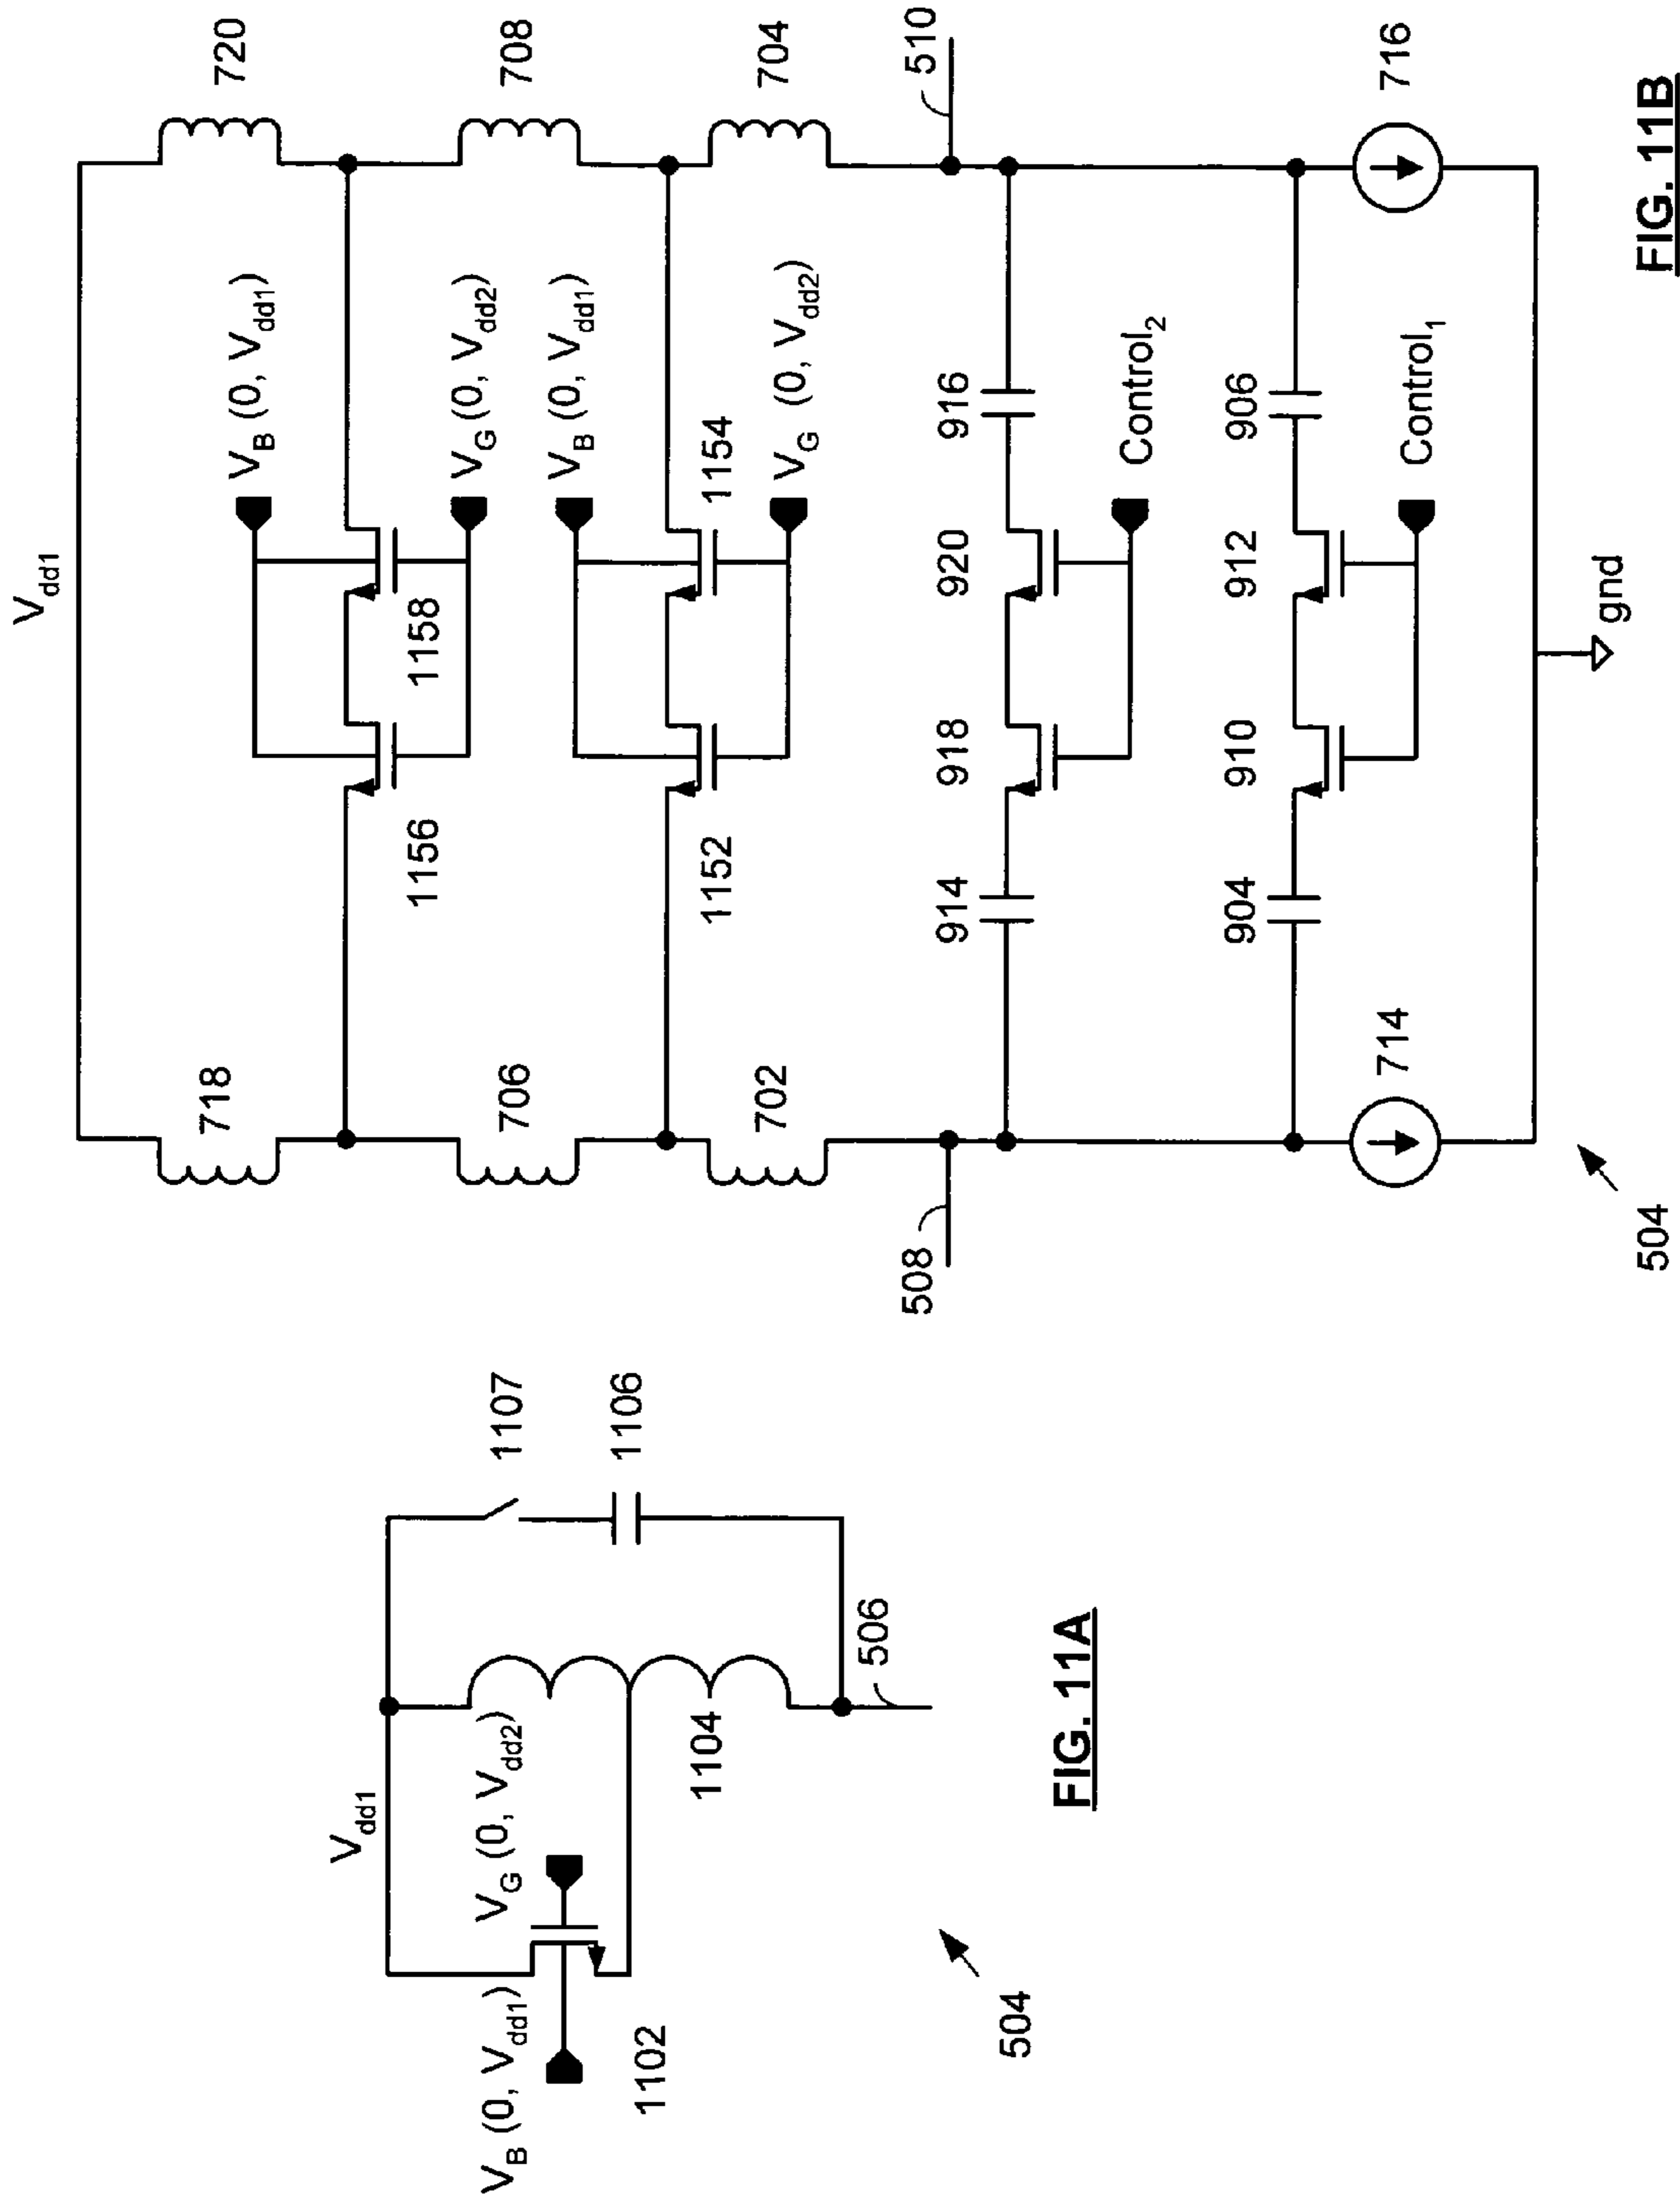 V_B (0, V_dd1)
1102
V_dd1
V_G (0, V_dd2)
1104
1107
1106
506
504
FIG. 11A
V_dd1
718
720
V_B (0, V_dd1)
1156
1158
V_G (0, V_dd2)
706
708
V_B (0, V_dd1)
1152
1154
V_G (0, V_dd2)
702
704
508
510
914
918
920
916
Control_2
904
910
912
906
Control_1
714
716
gnd
504
FIG. 11B